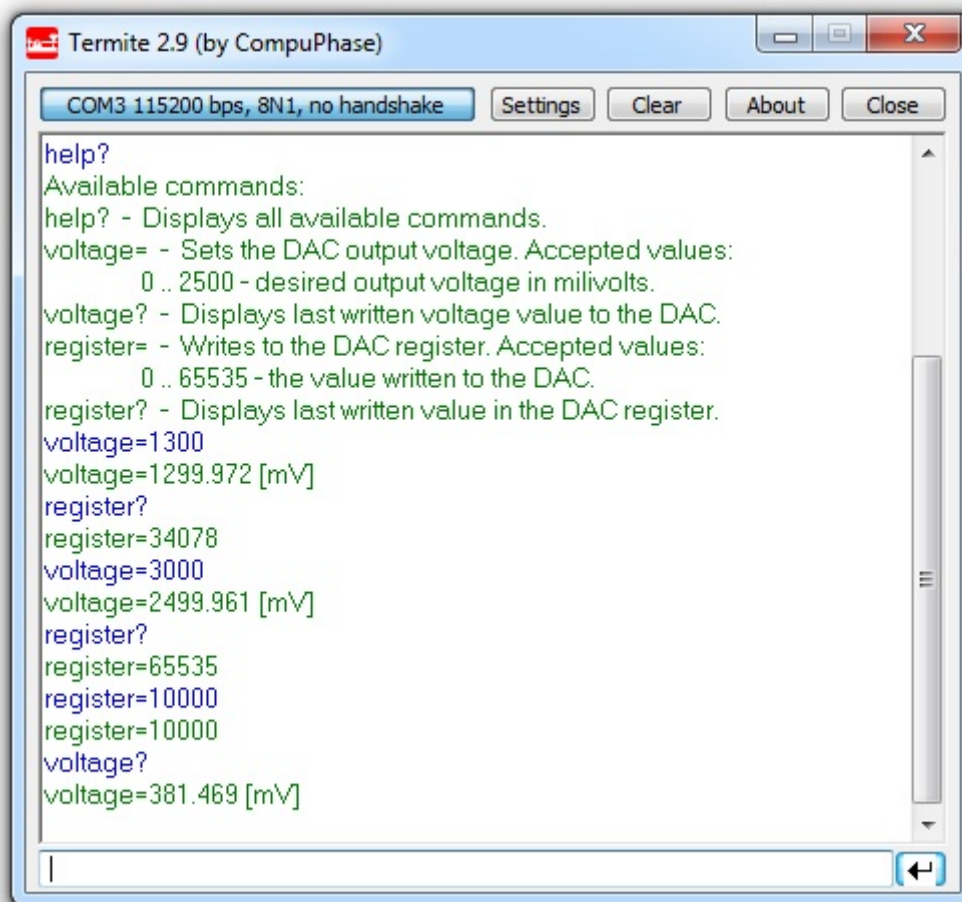 Termite 2.9 (by CompuPhase)
COM3 115200 bps, 8N1, no handshake Settings Clear About Close
help?
Available commands:
help? - Displays all available commands.
voltage= - Sets the DAC output voltage. Accepted values:
0 .. 2500 - desired output voltage in milivolts.
voltage? - Displays last written voltage value to the DAC.
register= - Writes to the DAC register. Accepted values:
0 .. 65535 - the value written to the DAC.
register? - Displays last written value in the DAC register.
voltage=1300
voltage=1299.972 [mV]
register?
register=34078
voltage=3000
voltage=2499.961 [mV]
register?
register=65535
register=10000
register=10000
voltage?
voltage=381.469 [mV]